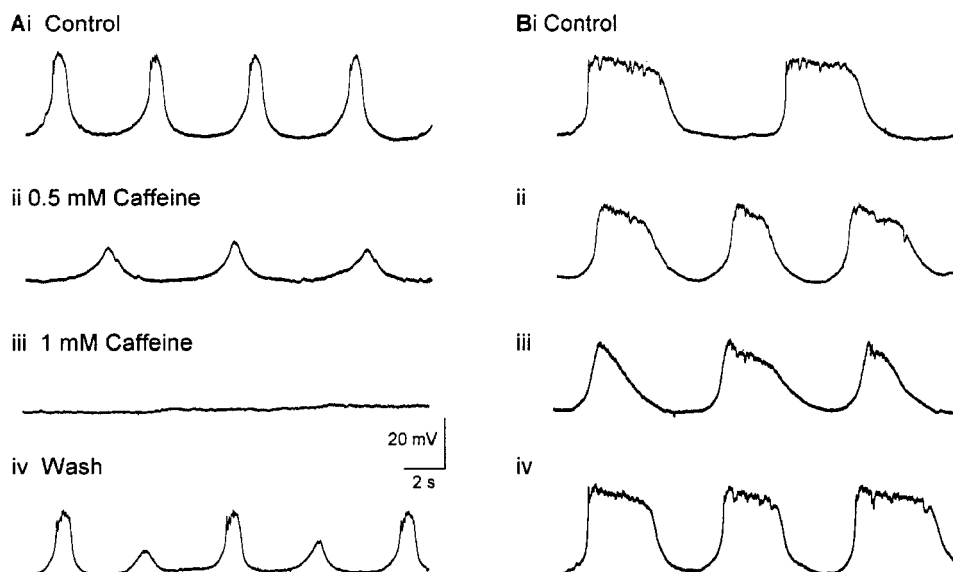 Ai Control
Bi Control
ii 0.5 mM Caffeine
ii
iii 1 mM Caffeine
iii
20 mV
2 s
iv Wash
iv